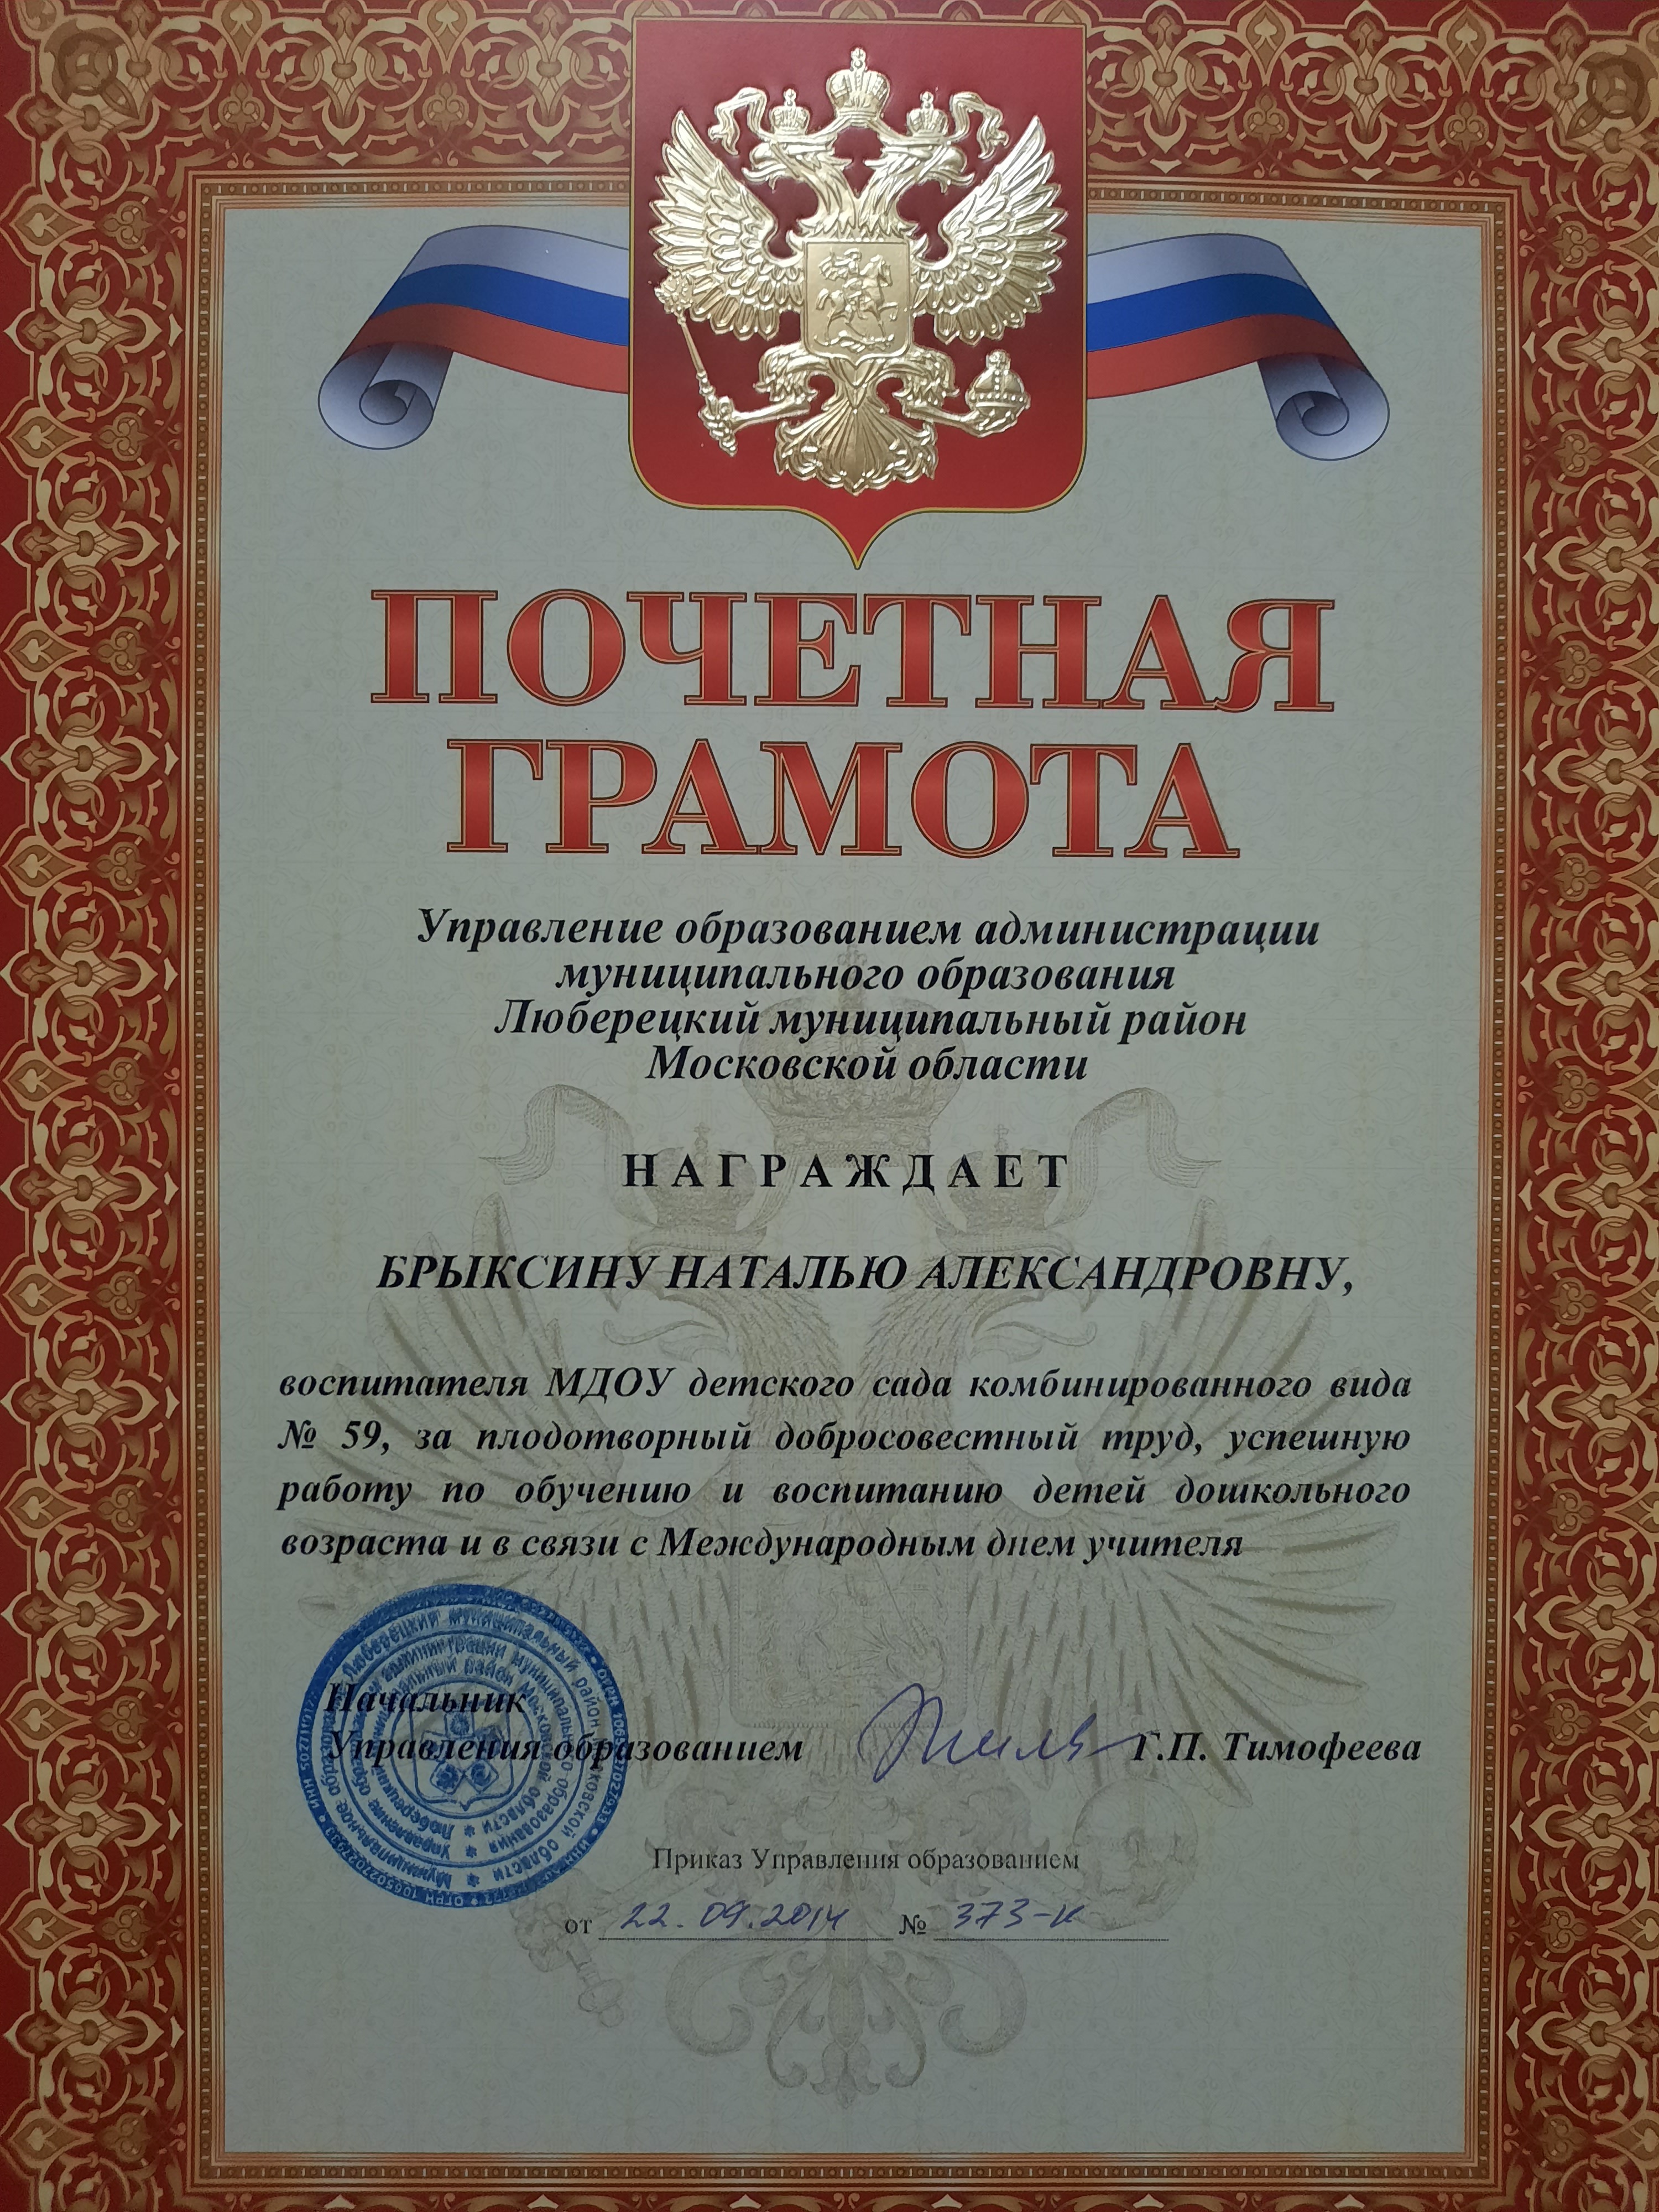 ПОЧЕТНАЯ
ГРАМОТА
Управление образованием администрации
муниципального образования
Люберецкий муниципальный район
Московской области
НАГРАЖДАЕТ
БРЫКСИНУ НАТАЛЬЮ АЛЕКСАНДРОВНУ,
воспитателя МДОУ детского сада комбинированного вида
№ 59, за плодотворный добросовестный труд, успешную
работу по обучению и воспитанию детей дошкольного
возраста и в связи с Международным днем учителя
Начальник
Управления образованием Г.П. Тимофеева
Приказ Управления образованием
от 22.09.2014 № 373-к